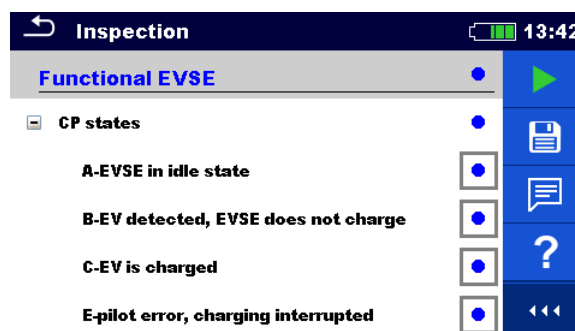 Inspection
13:42
Functional EVSE
CP states
A-EVSE in idle state
B-EV detected, EVSE does not charge
C-EV is charged
E-pilot error, charging interrupted
?